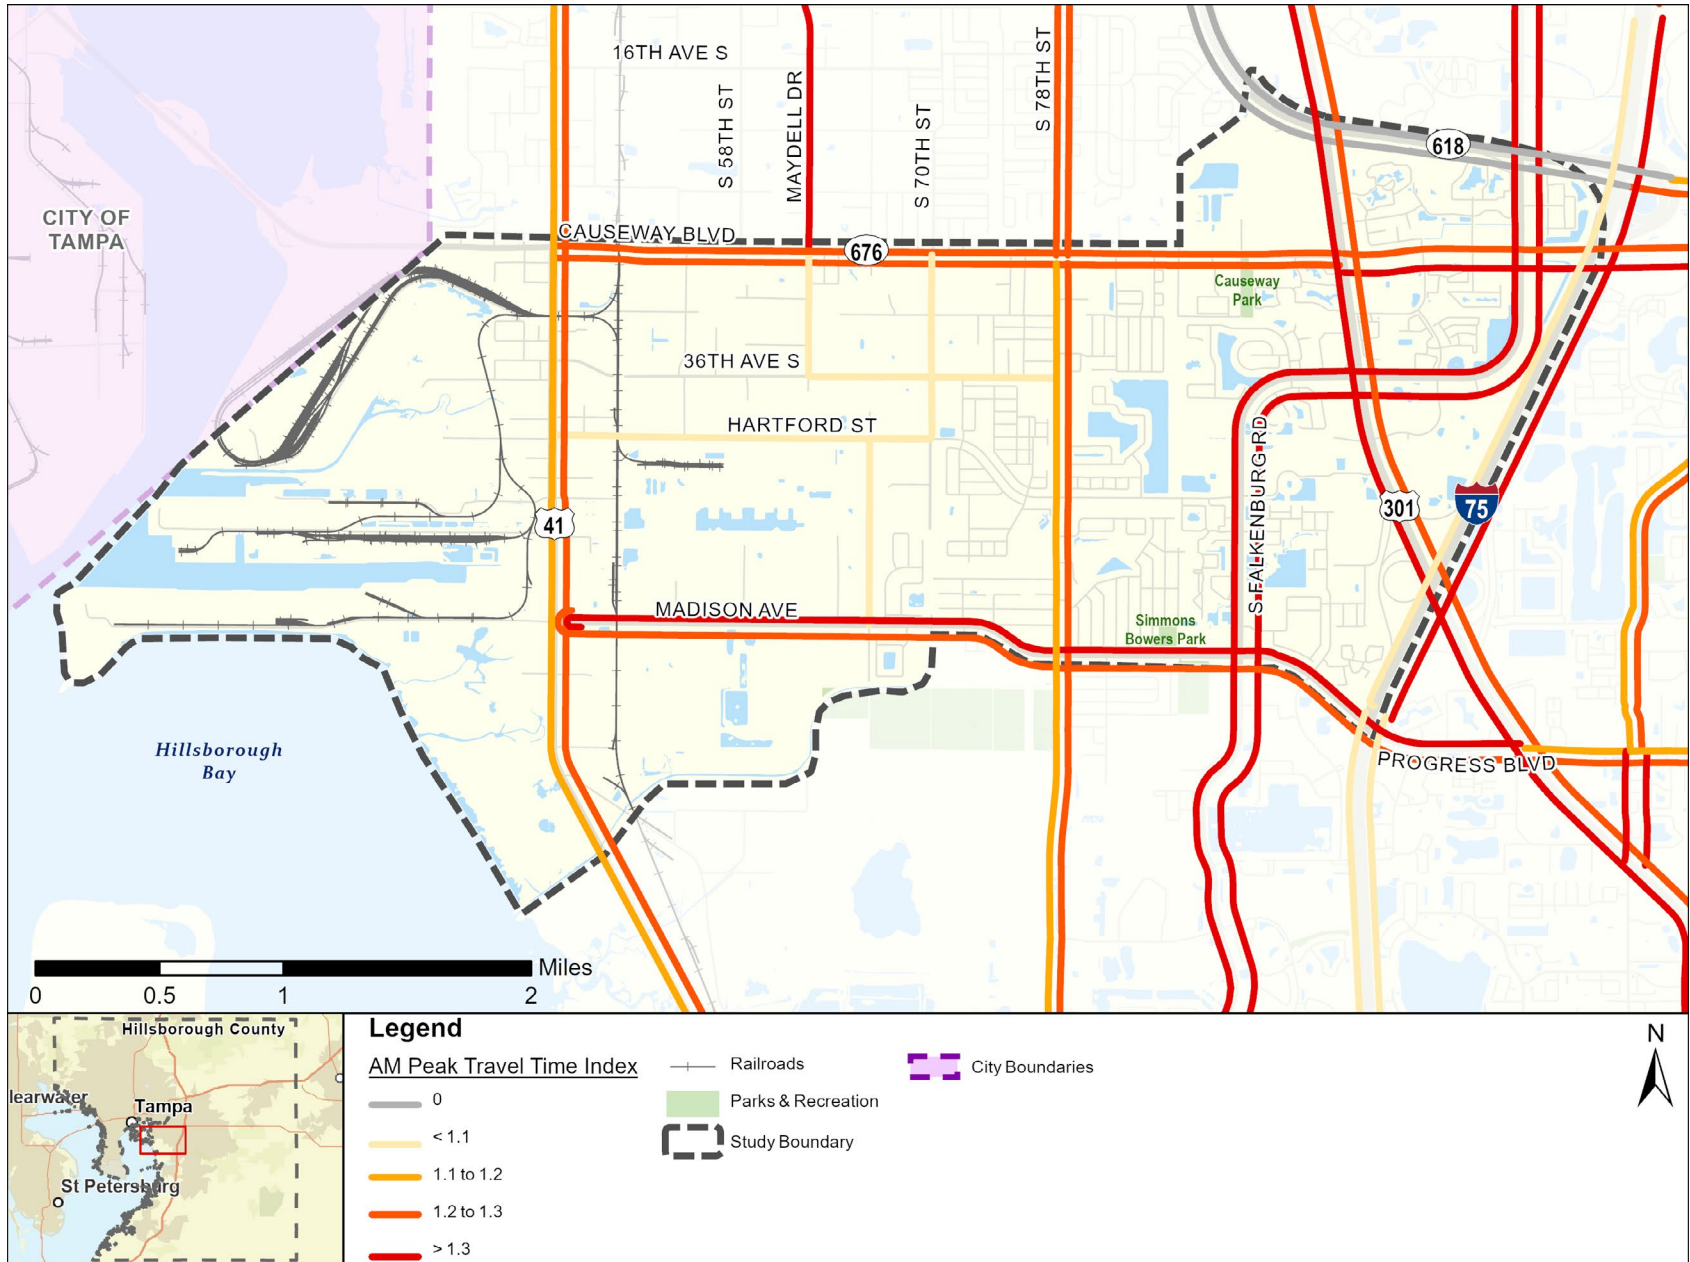 16TH AVE S
S 58TH ST
MAYDELL DR
S 70TH ST
S 78TH ST
618
CITY OF
TAMPA
CAUSEWAY BLVD
676
Causeway
Park
36TH AVE S
HARTFORD ST
S FALKENBURG RD
41
301
75
MADISON AVE
Simmons
Bowers Park
Hillsborough
Bay
PROGRESS BLVD
Miles
0 0.5 1 2
Hillsborough County
learwater
Tampa
St Petersburg
Legend
AM Peak Travel Time Index
0
< 1.1
1.1 to 1.2
1.2 to 1.3
> 1.3
Railroads
Parks & Recreation
Study Boundary
City Boundaries
N